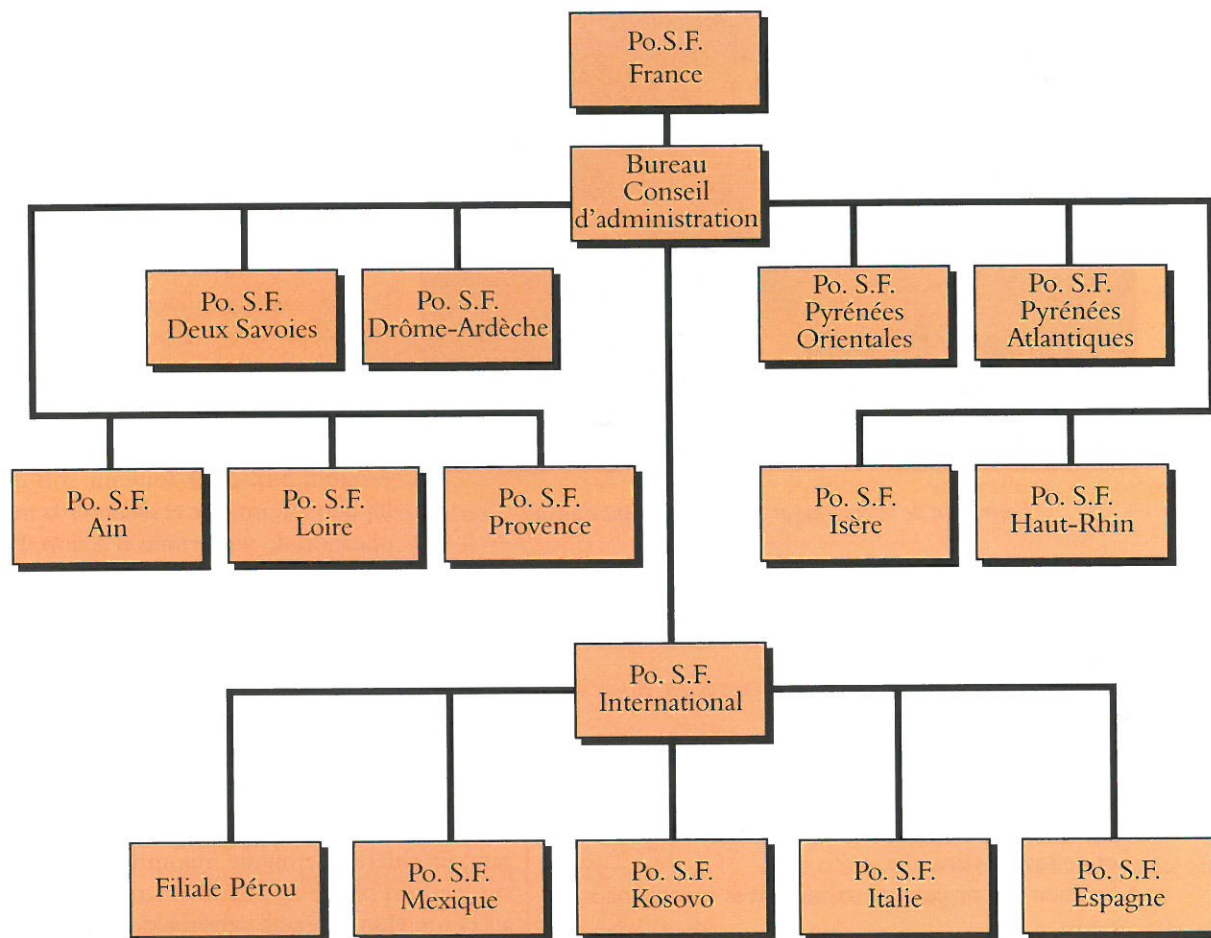 Po.S.F.
France
Bureau
Conseil
d'administration
Po. S.F.
Deux Savoies
Po. S.F.
Drôme-Ardèche
Po. S.F.
Pyrénées
Orientales
Po. S.F.
Pyrénées
Atlantiques
Po. S.F.
Ain
Po. S.F.
Loire
Po. S.F.
Provence
Po. S.F.
Isère
Po. S.F.
Haut-Rhin
Po. S.F.
International
Filiale Pérou
Po. S.F.
Mexique
Po. S.F.
Kosovo
Po. S.F.
Italie
Po. S.F.
Espagne